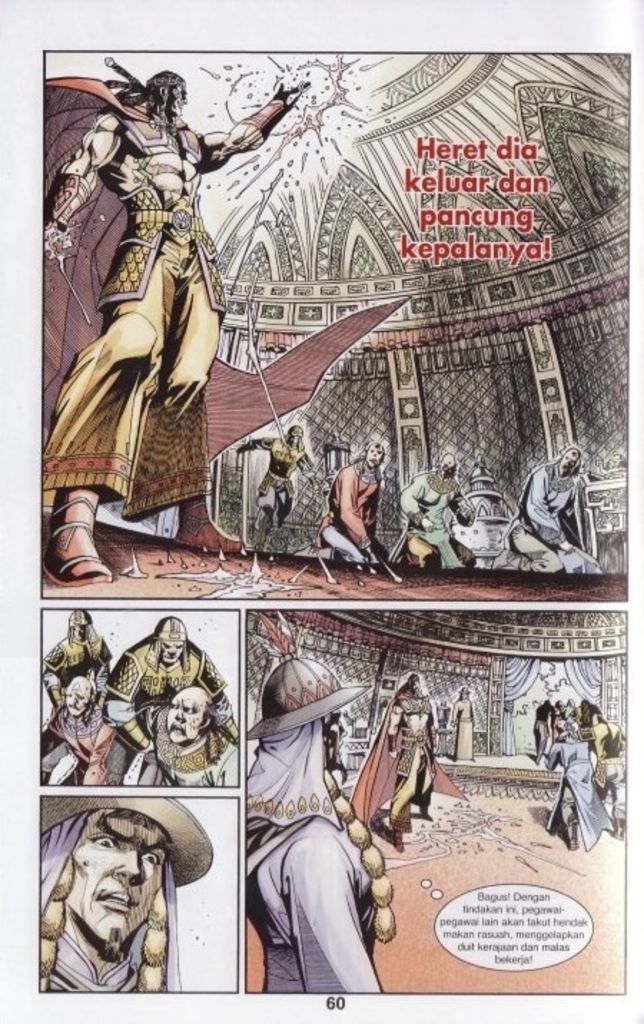 Heret dia
keluar dan
pancung
kepalanya!
Bagus! Dengan
tindakan ini, pegawai-
pegawai lain akan takut hendak
makan rasuah, menggelapkan
duit kerajaan dan malas
bekerja!
60